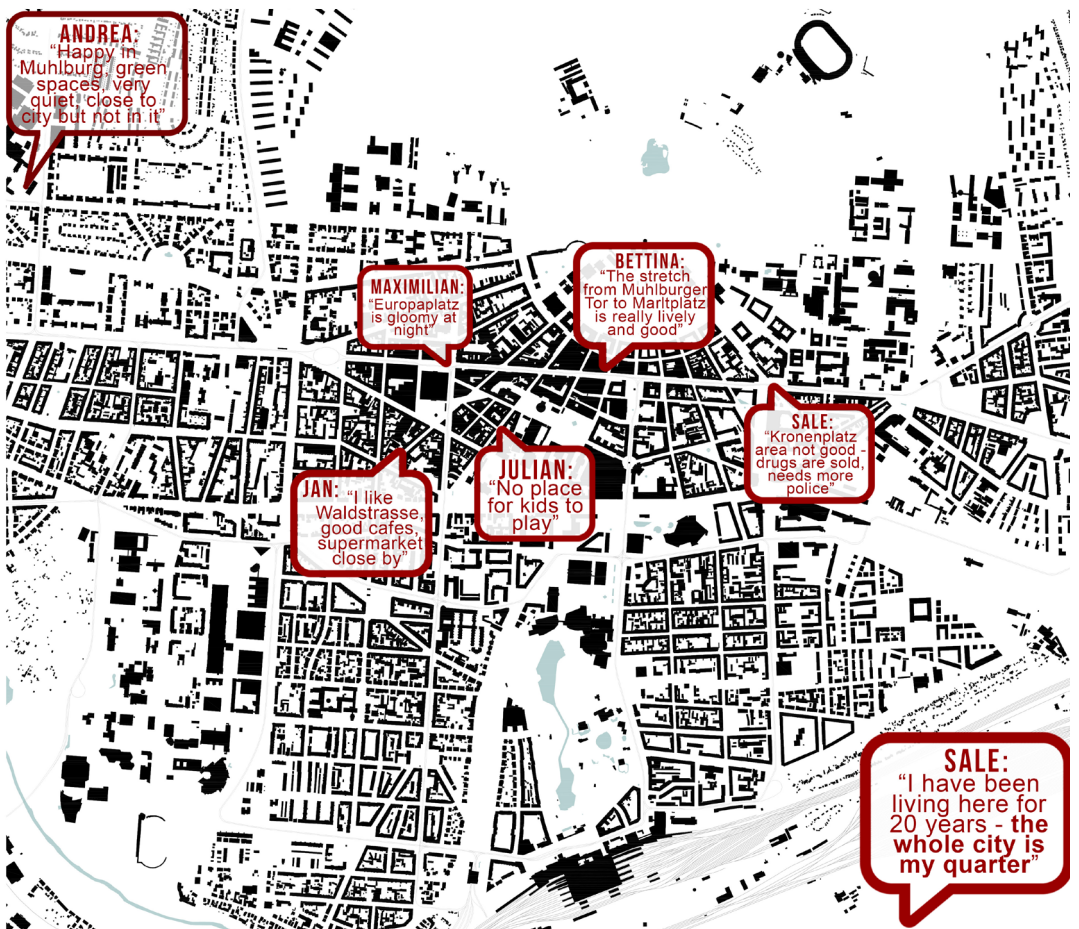 ANDREA:
“Happy in
Muhlburg, green
spaces, very
quiet, close to
city but not in it”
MAXIMILIAN:
“Europaplatz
is gloomy at
night”
BETTINA:
“The stretch
from Muhlburger
Tor to Marltplatz
is really lively
and good”
SALE:
“Kronenplatz
area not good -
drugs are sold,
needs more
police”
JAN: “I like
Waldstrasse,
good cafes,
supermarket
close by”
JULIAN:
“No place
for kids to
play”
SALE:
“I have been
living here for
20 years - the
whole city is
my quarter”